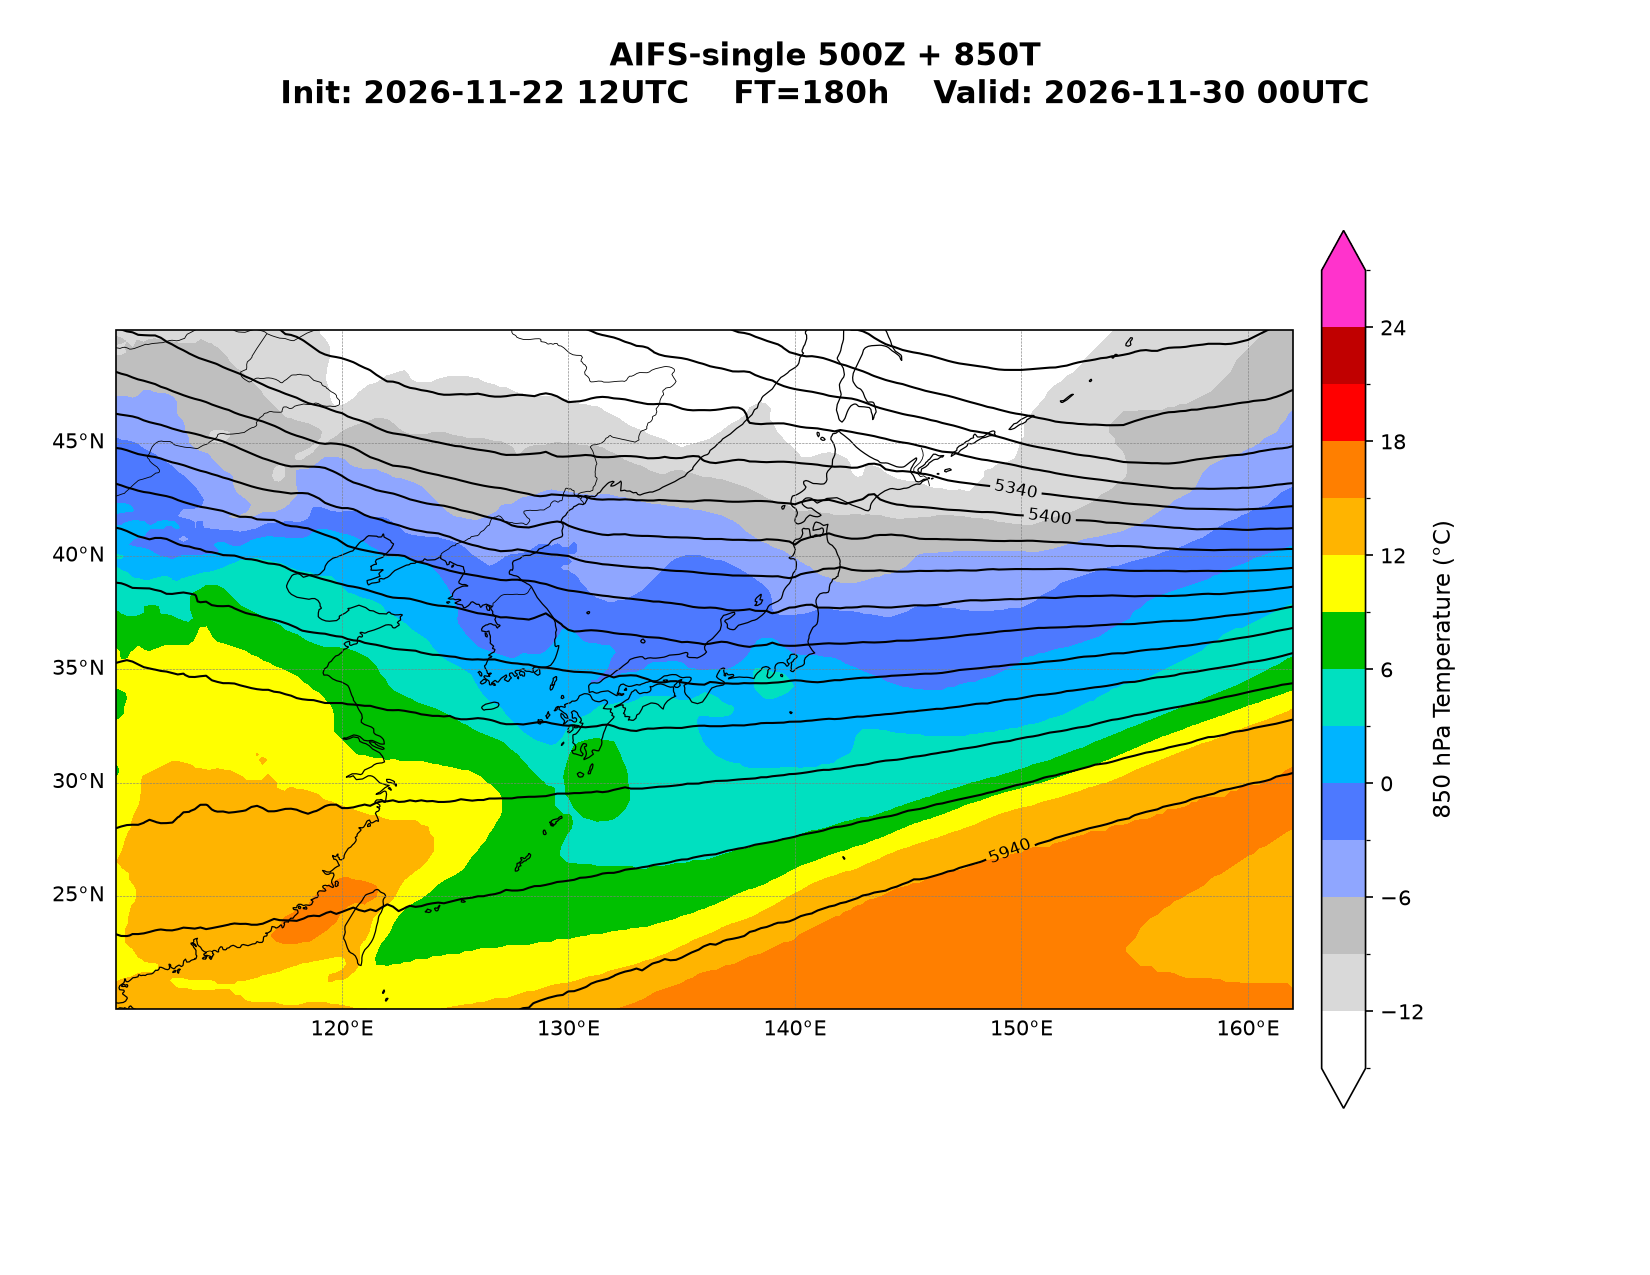 AIFS-single 500Z + 850T
Init: 2026-11-22 12UTC    FT=180h    Valid: 2026-11-30 00UTC
24
18
12
6
0
−6
−12
850 hPa Temperature (°C)
45°N
40°N
35°N
30°N
25°N
5340
5400
5940
120°E
130°E
140°E
150°E
160°E